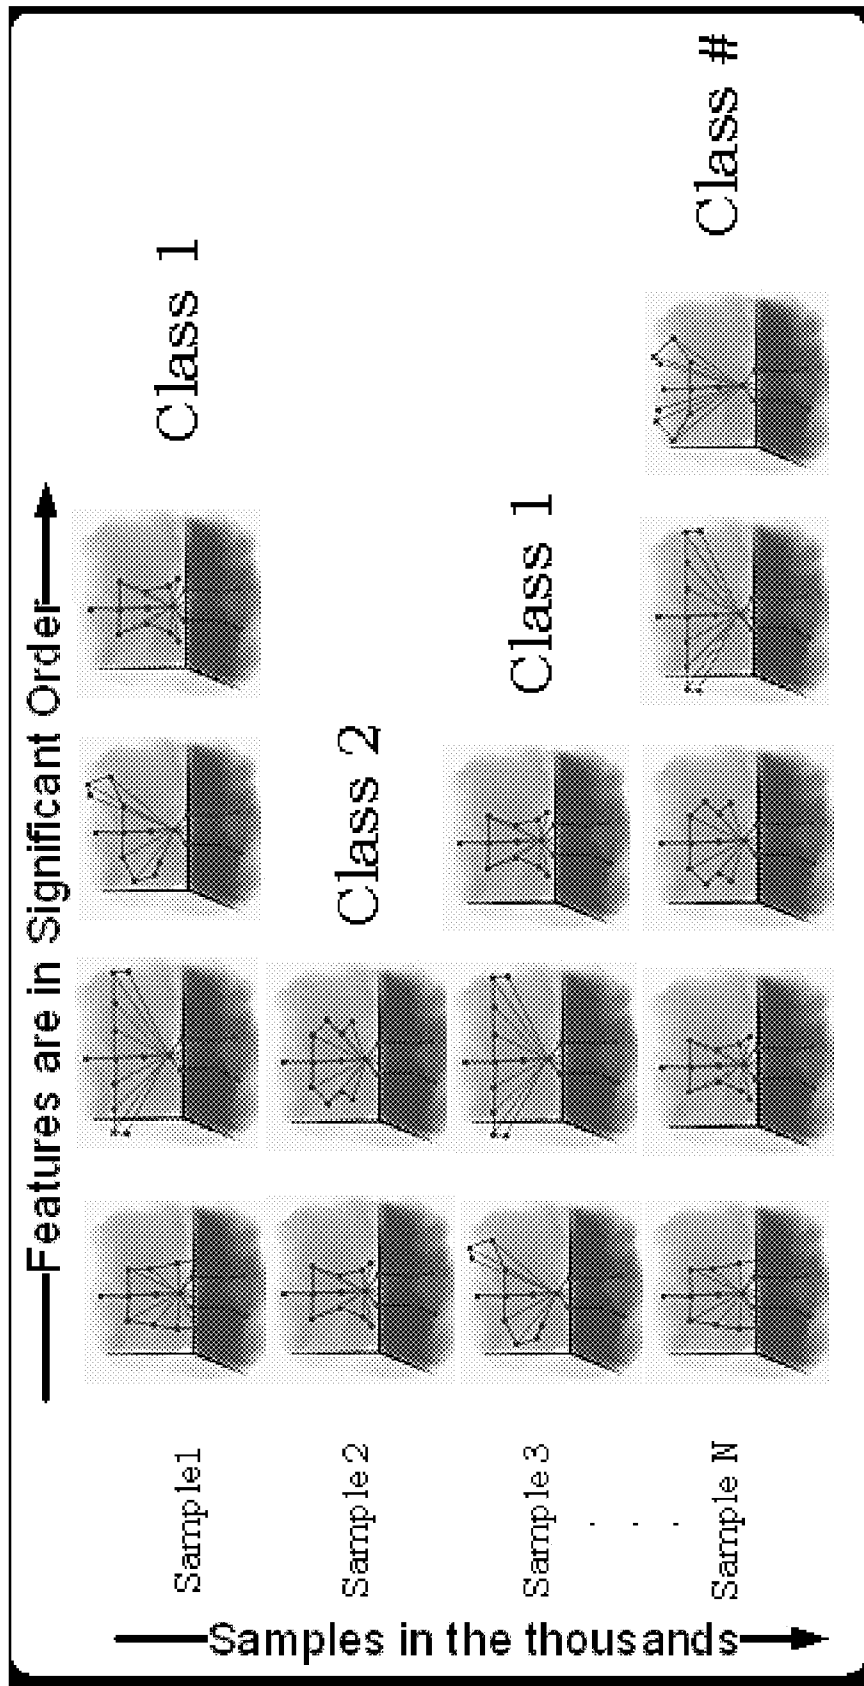 Features are in Significant Order
Sample1
Class 1
Sample 2
Class 2
Sample 3
Class 1
. . .
Sample N
Class #
Samples in the thousands